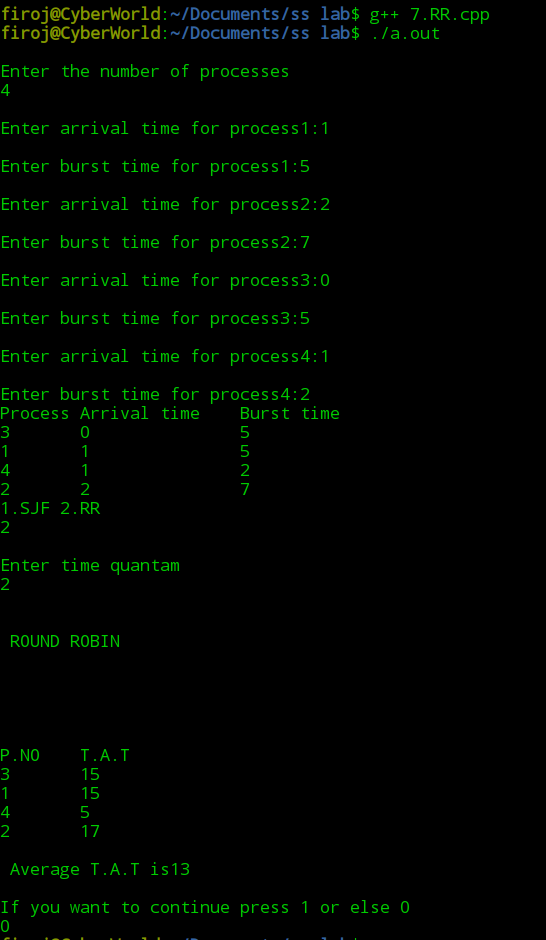 firoj@CyberWorld:~/Documents/ss lab$ g++ 7.RR.cpp
firoj@CyberWorld:~/Documents/ss lab$ ./a.out
Enter the number of processes
4
Enter arrival time for process1:1
Enter burst time for process1:5
Enter arrival time for process2:2
Enter burst time for process2:7
Enter arrival time for process3:0
Enter burst time for process3:5
Enter arrival time for process4:1
Enter burst time for process4:2
Process Arrival time    Burst time
3       0               5
1       1               5
4       1               2
2       2               7
1.SJF 2.RR
2
Enter time quantam
2
ROUND ROBIN
P.NO    T.A.T
3       15
1       15
4       5
2       17
Average T.A.T is13
If you want to continue press 1 or else 0
0